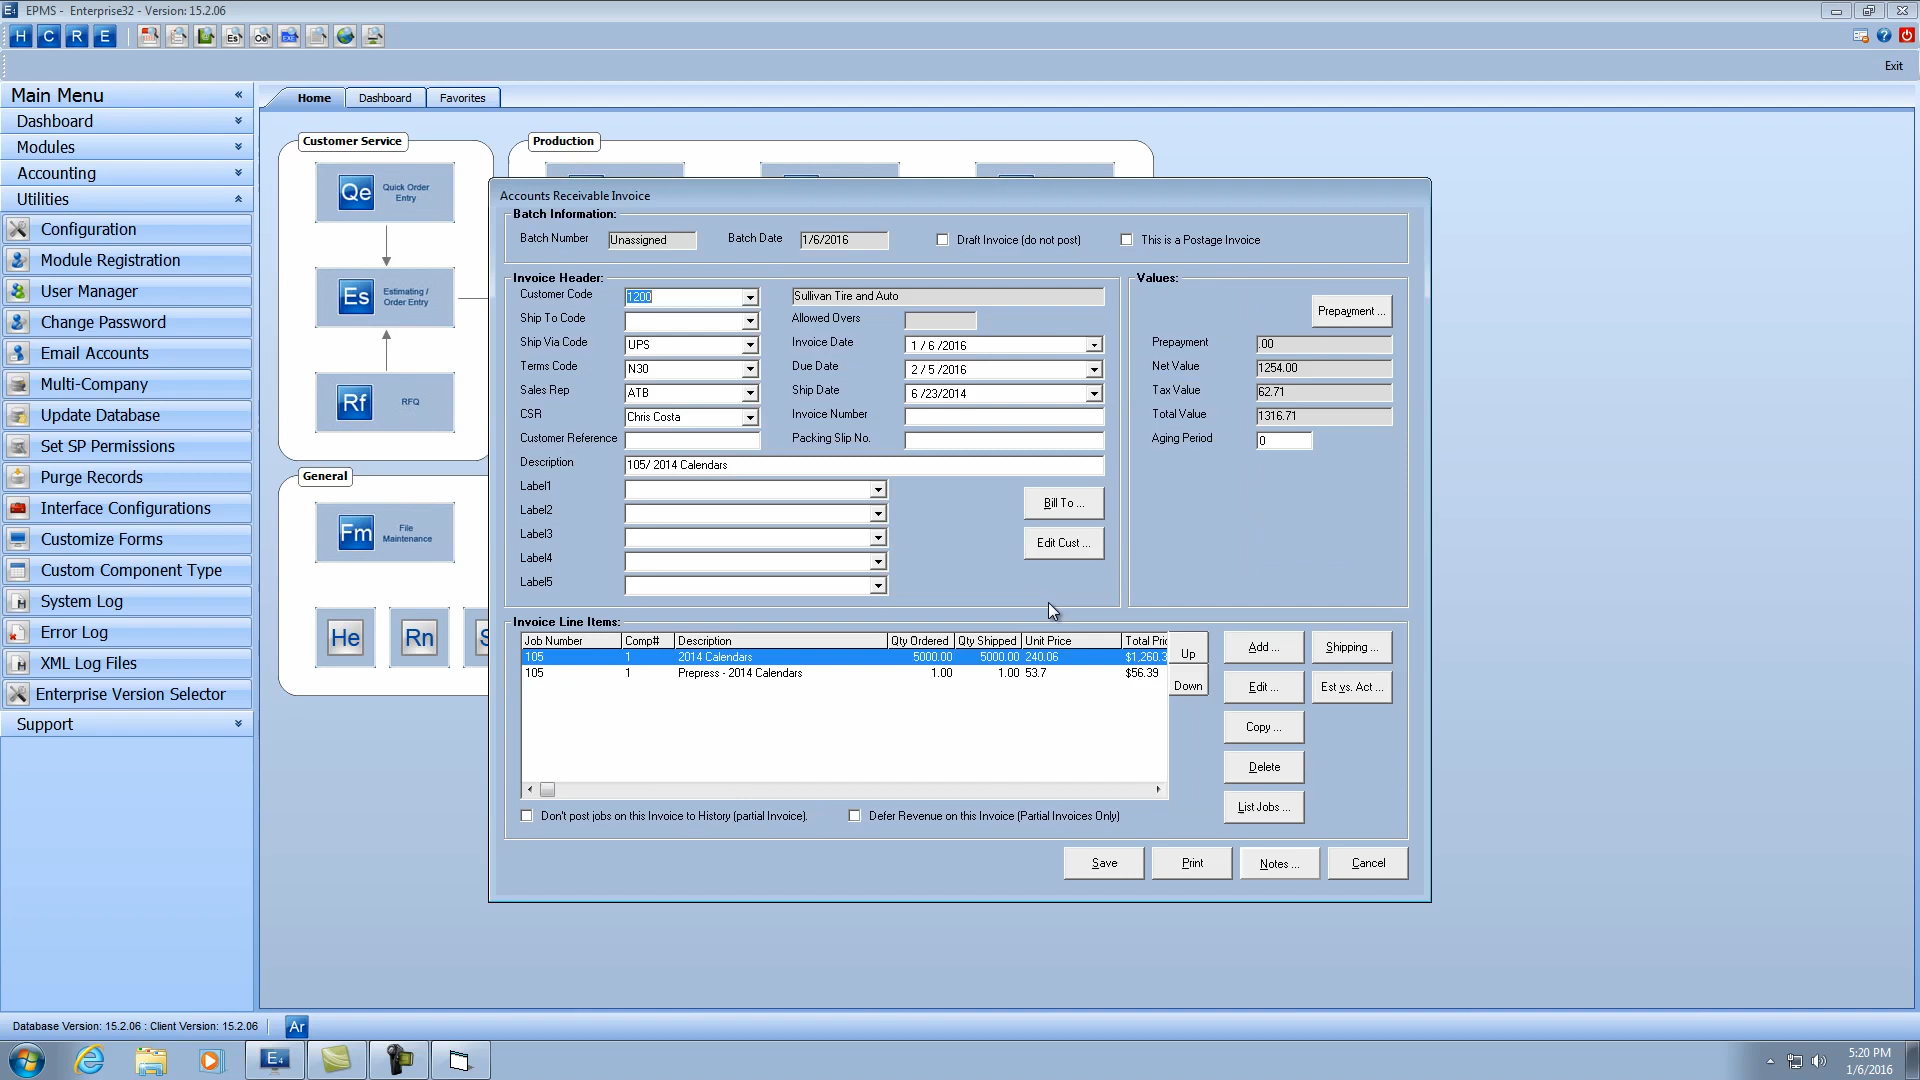 EPMS - Enterprise32 - Version: 15.2.06
H C R E Es Oe EXE
Exit
Main Menu
Dashboard
Modules
Accounting
Utilities
Configuration
Module Registration
User Manager
Change Password
Email Accounts
Multi-Company
Update Database
Set SP Permissions
Purge Records
Interface Configurations
Customize Forms
Custom Component Type
System Log
Error Log
XML Log Files
Enterprise Version Selector
Support
Home Dashboard Favorites
Customer Service
Qe Quick Order Entry
Es Estimating / Order Entry
Rf RFQ
General
Fm File Maintenance
He Rn S
Production
Accounts Receivable Invoice
Batch Information:
Batch Number Unassigned Batch Date 1/6/2016 Draft Invoice (do not post) This is a Postage Invoice
Invoice Header:
Customer Code 1200 Sullivan Tire and Auto
Ship To Code Allowed Overs
Ship Via Code UPS Invoice Date 1 / 6 /2016
Terms Code N30 Due Date 2 / 5 /2016
Sales Rep ATB Ship Date 6 /23/2014
CSR Chris Costa Invoice Number
Customer Reference Packing Slip No.
Description 105/ 2014 Calendars
Label1
Label2
Label3
Label4
Label5
Bill To ...
Edit Cust ...
Values:
Prepayment ...
Prepayment .00
Net Value 1254.00
Tax Value 62.71
Total Value 1316.71
Aging Period 0
Invoice Line Items:
Job Number Comp# Description Qty Ordered Qty Shipped Unit Price Total Pric
105 1 2014 Calendars 5000.00 5000.00 240.06 $1,260.3
105 1 Prepress - 2014 Calendars 1.00 1.00 53.7 $56.39
Up
Down
Add ... Shipping ...
Edit ... Est vs. Act ...
Copy ...
Delete
List Jobs ...
Don't post jobs on this Invoice to History (partial Invoice). Defer Revenue on this Invoice (Partial Invoices Only)
Save Print Notes ... Cancel
Database Version: 15.2.06 : Client Version: 15.2.06 Ar
E4
5:20 PM
1/6/2016